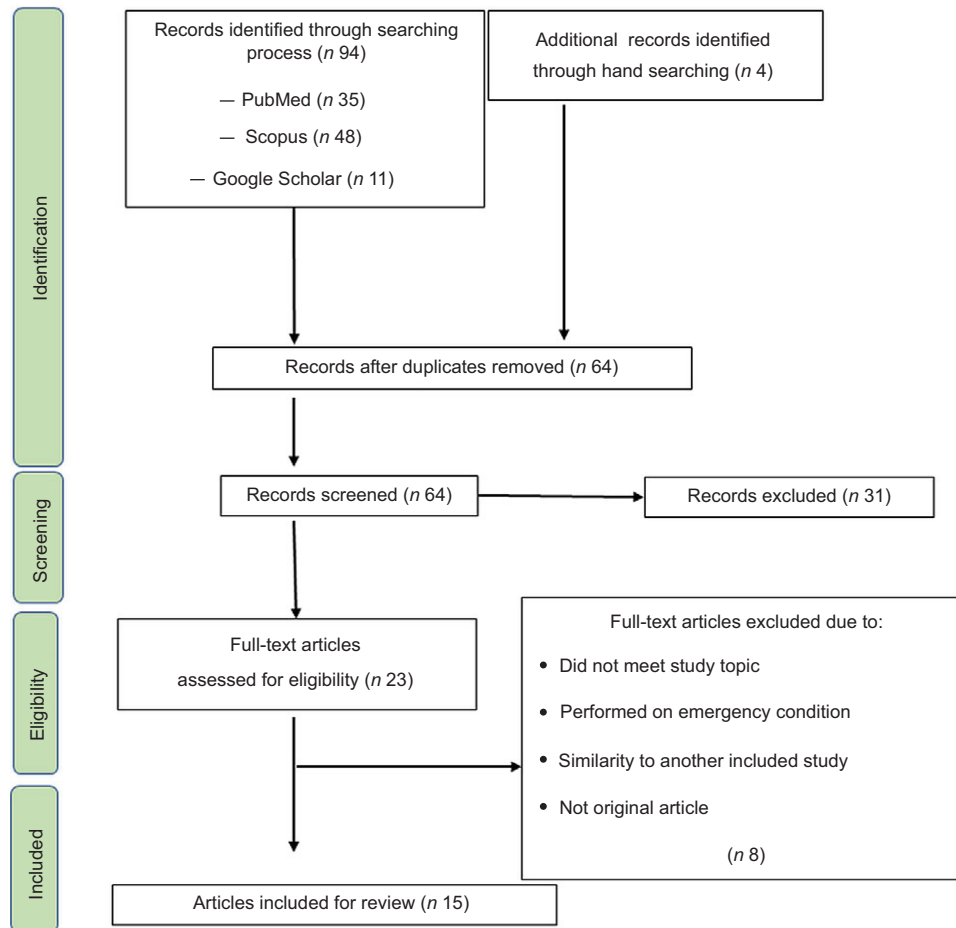 Records identified through searching
process (n 94)
— PubMed (n 35)
— Scopus (n 48)
— Google Scholar (n 11)
Additional records identified
through hand searching (n 4)
Identification
Records after duplicates removed (n 64)
Records screened (n 64)
Records excluded (n 31)
Screening
Full-text articles
assessed for eligibility (n 23)
Full-text articles excluded due to:
• Did not meet study topic
• Performed on emergency condition
• Similarity to another included study
• Not original article
(n 8)
Eligibility
Included
Articles included for review (n 15)